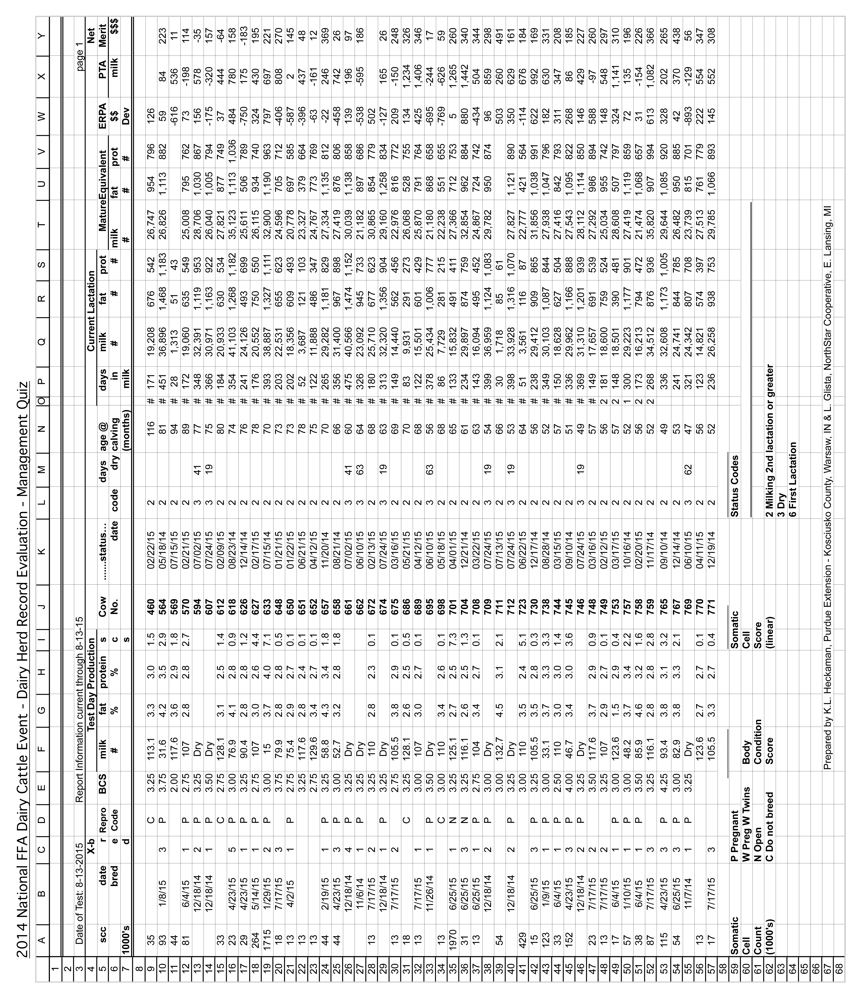 2014 National FFA Dairy Cattle Event - Dairy Herd Record Evaluation - Management Quiz
A B C D E F G H I J K L M N O P Q R S T U V W X Y
1
2
3 Date of Test: 8-13-2015 Report Information current through 8-13-15 page 1
4 X-b Test Day Production Current Lactation Net
5 scc date r Repro BCS milk fat protein s Cow ......status... days age @ days milk fat prot MatureEquivalent ERPA PTA Merit
6 bred e Code # % % c No. date code dry calving in # # # milk fat prot $$ milk $$$
7 1000's d s (months) milk # # # Dev
8
9 35 C 3.25 113.1 3.3 3.0 1.5 460 02/22/15 2 116 # 171 19,208 676 542 26,747 954 796 126
10 93 1/8/15 3 P 3.75 31.6 4.2 3.5 2.9 564 05/18/14 2 81 # 451 36,896 1,468 1,183 26,826 1,113 882 59 84 223
11 44 2.00 117.6 3.6 2.9 1.8 569 07/15/15 2 94 # 28 1,313 51 43 -616 536 11
12 81 6/4/15 1 P 2.75 107 2.8 2.8 2.7 570 02/21/15 2 89 # 172 19,060 635 549 25,008 795 762 73 -198 114
13 12/18/14 2 P 3.25 Dry 594 07/02/15 3 41 77 # 348 32,391 1,119 953 28,706 1,030 867 156 578 -35
14 12/18/14 1 P 3.50 Dry 607 07/24/15 3 19 75 # 366 30,971 1,163 922 26,040 1,005 794 -175 -320 157
15 33 C 2.75 128.1 3.1 2.5 1.4 612 02/09/15 2 80 # 184 20,933 630 534 27,821 877 749 37 444 -64
16 23 4/23/15 5 P 3.00 76.9 4.1 2.8 0.9 618 08/23/14 2 74 # 354 41,103 1,268 1,182 35,123 1,113 1,036 484 780 158
17 29 4/23/15 1 P 3.25 90.4 2.8 2.8 1.2 626 12/14/14 2 76 # 241 24,126 493 699 25,611 506 789 -750 175 -183
18 264 5/14/15 1 P 2.75 107 3.0 2.6 4.4 627 02/17/15 2 78 # 176 20,552 750 550 26,115 934 740 324 430 195
19 1715 1/29/15 2 P 3.00 15 3.7 4.0 7.1 633 07/15/14 2 70 # 393 38,887 1,327 1,111 32,900 1,190 963 797 697 221
20 18 7/17/15 3 3.75 79.9 2.8 2.8 0.5 648 01/21/15 2 73 # 203 22,531 655 623 24,596 705 712 -406 808 270
21 13 4/2/15 1 P 2.75 75.4 2.9 2.7 0.1 650 01/22/15 2 73 # 202 18,356 609 493 20,778 697 585 -587 2 145
22 13 3.25 117.6 2.8 2.4 0.1 651 06/21/15 2 78 # 52 3,687 121 103 23,327 379 664 -396 437 48
23 13 2.75 129.6 3.4 2.7 0.1 652 04/12/15 2 75 # 122 11,888 486 347 24,767 773 769 -63 -161 12
24 44 2/19/15 1 P 3.25 58.8 4.3 3.4 1.8 657 11/20/14 2 70 # 265 29,282 1,181 829 27,334 1,135 812 -22 246 369
25 44 4/23/15 3 P 3.00 52.7 3.2 2.8 1.8 658 08/21/14 2 66 # 356 31,400 967 898 27,419 876 806 -458 742 26
26 12/18/14 4 P 3.25 Dry 661 07/02/15 3 41 60 # 475 40,566 1,474 1,152 30,039 1,138 858 139 196 97
27 11/6/14 1 P 3.25 Dry 662 06/10/15 3 63 64 # 326 23,092 945 733 21,182 897 686 -538 -595 186
28 13 7/17/15 2 3.25 110 2.8 2.3 0.1 672 02/13/15 2 68 # 180 25,710 677 623 30,865 854 779 502
29 12/18/14 1 P 3.25 Dry 674 07/24/15 3 19 63 # 313 32,320 1,356 904 29,160 1,258 834 -127 165 26
30 13 7/17/15 2 2.75 105.5 3.8 2.9 0.1 675 03/16/15 2 69 # 149 14,440 562 456 22,976 816 772 209 -150 248
31 18 C 3.25 128.1 2.6 2.5 0.5 686 05/21/15 2 70 # 83 9,931 291 273 26,068 528 755 134 1,234 326
32 13 7/17/15 1 3.00 107 3.0 2.7 0.1 689 04/12/15 2 68 # 122 15,501 601 429 25,870 791 764 425 1,406 346
33 11/26/14 1 P 3.50 Dry 695 06/10/15 3 63 56 # 378 25,434 1,006 777 21,180 868 658 -695 -244 17
34 13 C 3.00 110 3.4 2.6 0.1 698 05/18/15 2 68 # 86 7,729 281 215 22,238 551 655 -769 -626 59
35 1970 6/25/15 1 N 3.25 125.1 2.7 2.5 7.3 701 04/01/15 2 65 # 133 15,832 491 411 27,366 712 753 5 1,265 260
36 31 6/25/15 3 N 3.25 116.1 2.6 2.5 1.3 704 12/21/14 2 61 # 234 29,897 874 759 32,854 962 884 880 1,442 340
37 13 6/25/15 1 P 2.75 104 3.4 2.7 0.1 708 03/22/15 2 63 # 143 16,094 495 452 24,867 724 742 -434 504 344
38 12/18/14 2 P 3.00 Dry 709 07/24/15 3 19 54 # 399 36,959 1,124 1,083 29,782 950 874 96 859 298
39 54 3.00 132.7 4.5 3.1 2.1 711 07/13/15 2 66 # 30 1,718 85 61 503 260 491
40 12/18/14 2 P 3.25 Dry 712 07/24/15 3 19 53 # 398 33,928 1,316 1,070 27,827 1,121 890 350 629 161
41 429 3.00 110 3.5 2.4 5.1 723 06/22/15 2 64 # 51 3,561 116 87 22,777 421 564 -114 676 184
42 15 6/25/15 3 P 3.25 105.5 3.5 2.8 0.3 730 12/17/14 2 56 # 238 29,412 909 865 31,856 1,038 991 622 992 169
43 123 1/9/15 1 P 3.00 33.1 3.7 3.3 3.3 738 08/28/14 2 52 # 349 30,103 1,087 844 27,938 1,047 796 182 630 331
44 33 6/4/15 1 P 2.50 110 3.0 3.0 1.4 744 03/15/15 2 57 # 150 18,628 627 504 27,416 842 793 311 347 208
45 152 4/23/15 3 P 4.00 46.7 3.4 3.0 3.6 745 09/10/14 2 51 # 336 29,962 1,166 888 27,543 1,095 822 268 86 185
46 12/18/14 2 P 3.25 Dry 746 07/24/15 3 19 49 # 369 31,310 1,201 939 28,112 1,114 850 146 429 227
47 23 7/17/15 2 3.50 117.6 3.7 2.9 0.9 748 03/16/15 2 57 # 149 17,657 691 539 27,292 986 894 588 -97 260
48 13 7/17/15 2 3.25 107 2.9 2.7 0.1 749 02/12/15 2 56 2 181 18,600 759 524 25,034 955 742 148 548 297
49 17 6/4/15 1 P 3.00 123.6 1.5 2.9 0.4 753 03/17/15 2 57 2 148 18,501 390 481 28,608 507 797 324 1,141 310
50 57 1/10/15 1 P 3.00 48.2 3.7 3.4 2.2 757 10/16/14 2 52 1 300 29,223 1,177 901 27,419 1,119 859 72 135 196
51 38 6/4/15 1 P 3.50 85.9 4.6 3.2 1.6 758 02/20/15 2 56 2 173 16,213 794 472 21,474 1,068 657 31 -154 226
52 87 7/17/15 3 3.25 116.1 2.8 2.8 2.8 759 11/17/14 2 52 2 268 34,512 876 936 35,820 907 994 613 1,082 366
53 115 4/23/15 3 P 4.25 93.4 3.8 3.1 3.2 765 09/10/14 2 49 336 32,608 1,173 1,005 29,644 1,085 920 328 202 265
54 54 6/25/15 3 P 3.00 82.9 3.8 3.3 2.1 767 12/14/14 2 53 241 24,741 844 785 26,482 950 885 42 370 438
55 11/7/14 1 P 3.25 Dry 769 06/10/15 3 62 47 321 24,342 807 708 23,739 815 701 -893 -129 56
56 13 123.6 2.7 2.7 0.1 770 04/11/15 2 56 123 14,821 574 397 27,513 761 779 222 554 347
57 17 7/17/15 3 105.5 3.3 2.7 0.4 771 12/19/14 2 52 236 26,258 938 753 29,785 1,066 893 145 552 308
58
59 Somatic P Pregnant Somatic Status Codes
60 Cell W Preg W Twins Body Cell
61 Count N Open Condition Score
62 (1000's) C Do not breed Score (linear) 2 Milking 2nd lactation or greater
63 3 Dry
64 6 First Lactation
65
66
67 Prepared by K.L. Heckaman, Purdue Extension - Kosciusko County, Warsaw, IN & L. Glista, NorthStar Cooperative, E. Lansing, MI
68